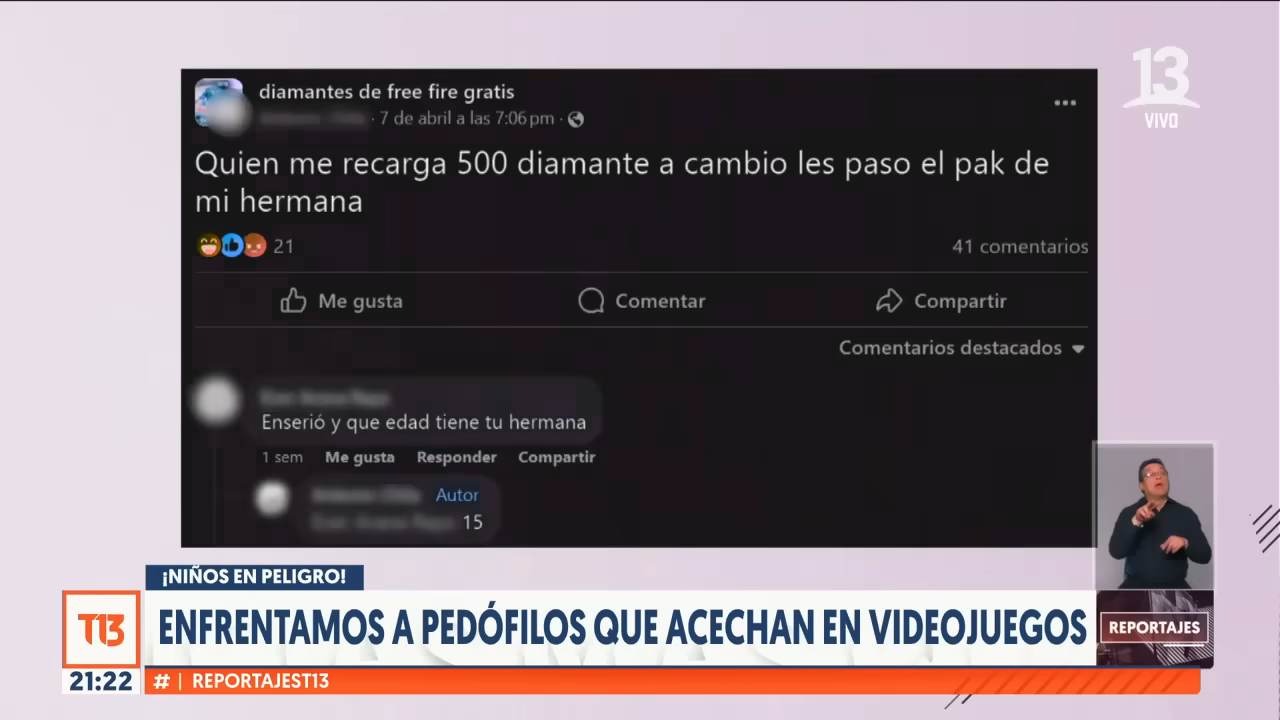 diamantes de free fire gratis
· 7 de abril a las 7:06 pm ·
Quien me recarga 500 diamante a cambio les paso el pak de
mi hermana
21
41 comentarios
Me gusta
Comentar
Compartir
Comentarios destacados
Enserió y que edad tiene tu hermana
1 sem Me gusta Responder Compartir
Autor
15
13
VIVO
¡NIÑOS EN PELIGRO!
T13
ENFRENTAMOS A PEDÓFILOS QUE ACECHAN EN VIDEOJUEGOS
REPORTAJES
21:22
# | REPORTAJEST13